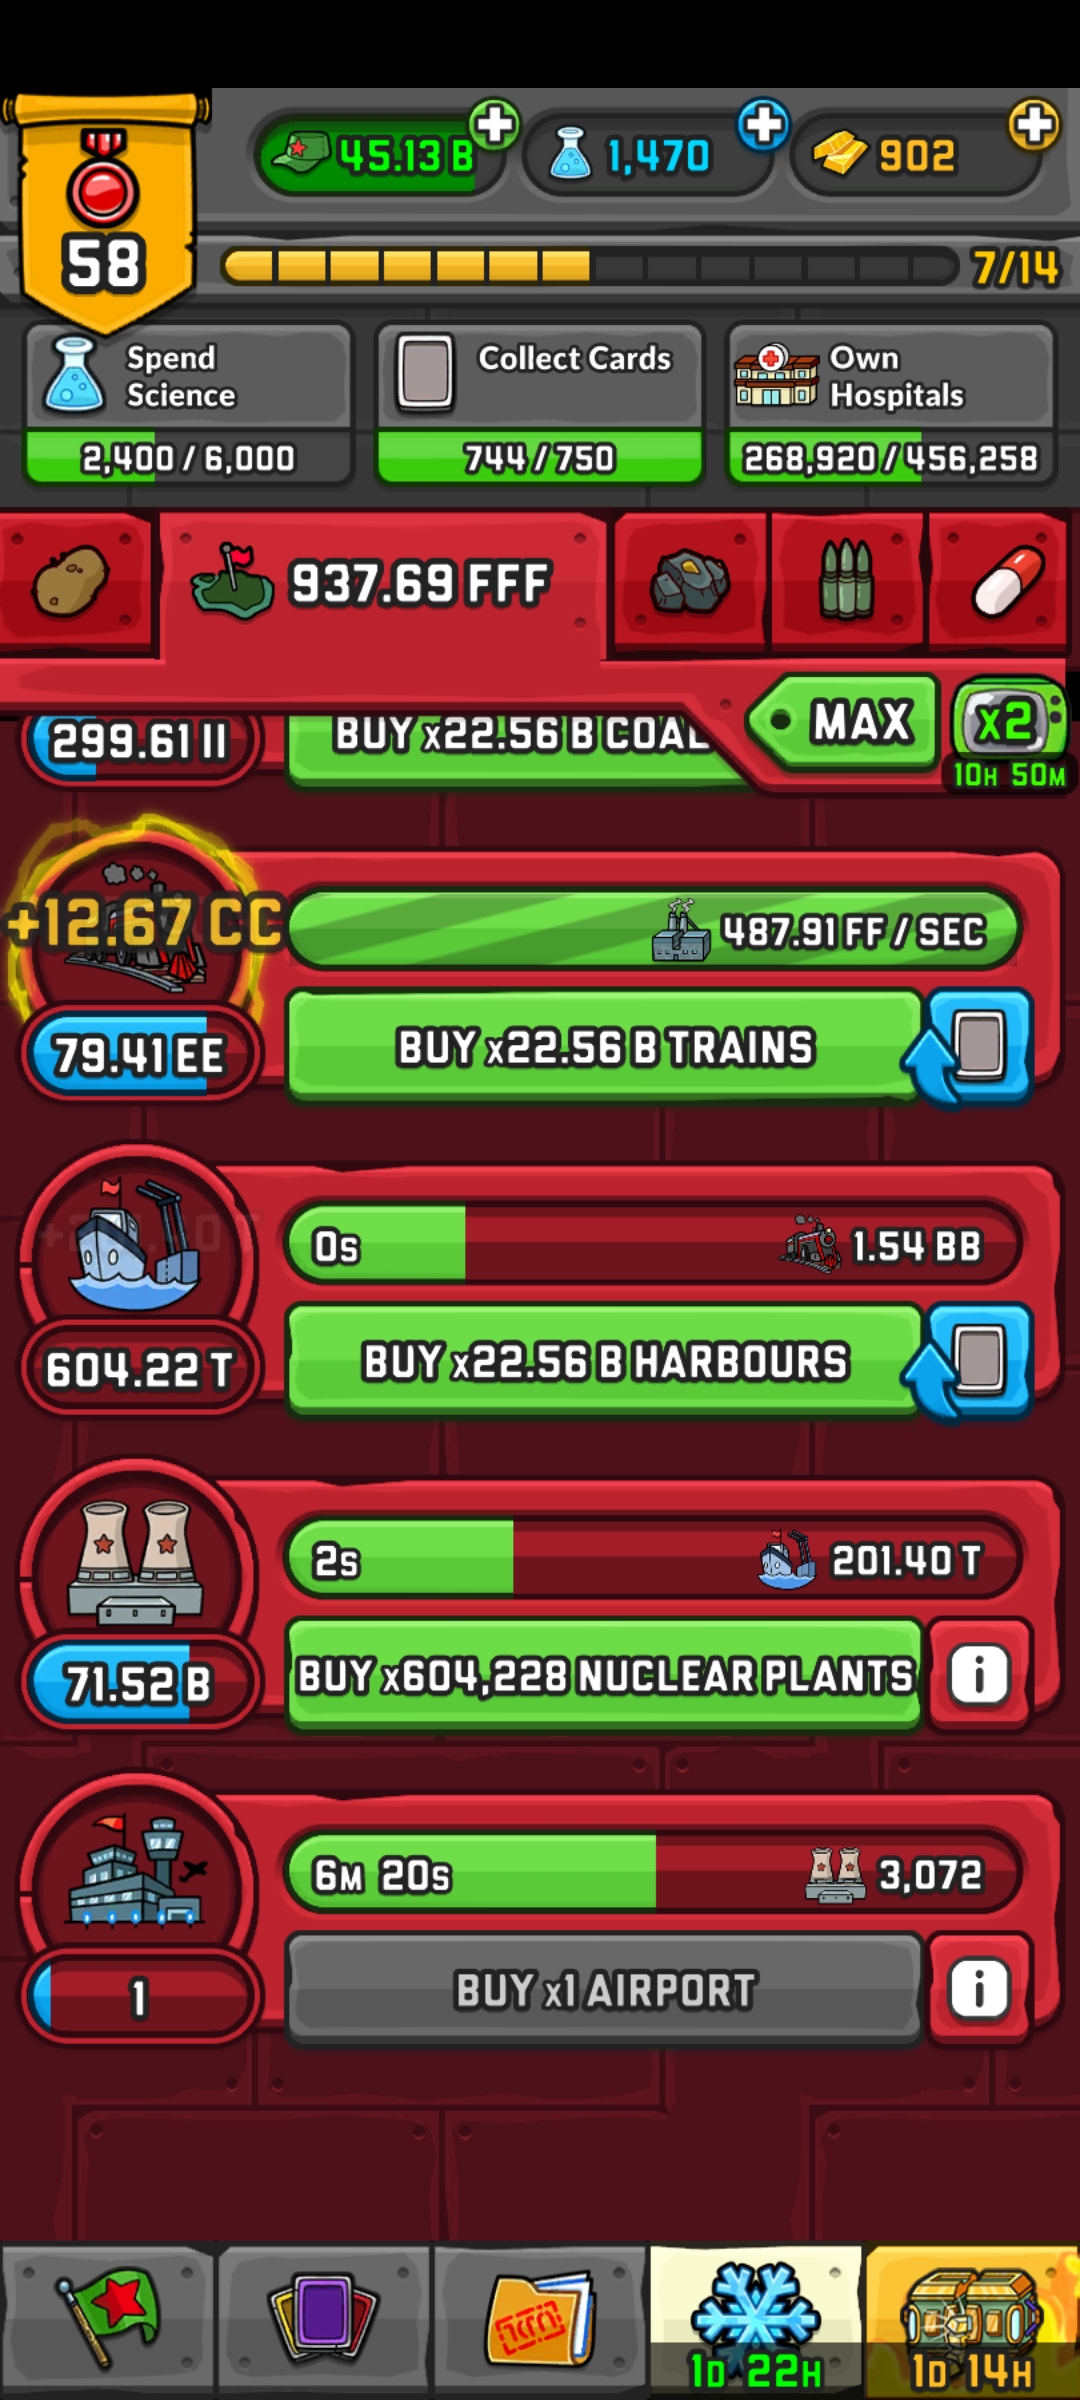 45.13 B
1,470
902
58
7/14
Spend
Science
Collect Cards
Own
Hospitals
2,400 / 6,000
744 / 750
268,920 / 456,258
937.69 FFF
MAX
x2
10H 50M
299.61 II
BUY x22.56 B COAL
+12.67 CC
487.91 FF / SEC
79.41 EE
BUY x22.56 B TRAINS
0s
1.54 BB
604.22 T
BUY x22.56 B HARBOURS
2s
201.40 T
71.52 B
BUY x604,228 NUCLEAR PLANTS
i
6M 20s
3,072
1
BUY x1 AIRPORT
i
1D 22H
1D 14H